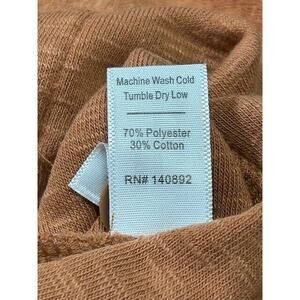 Machine Wash Cold
Tumble Dry Low
70% Polyester
30% Cotton
RN# 140892